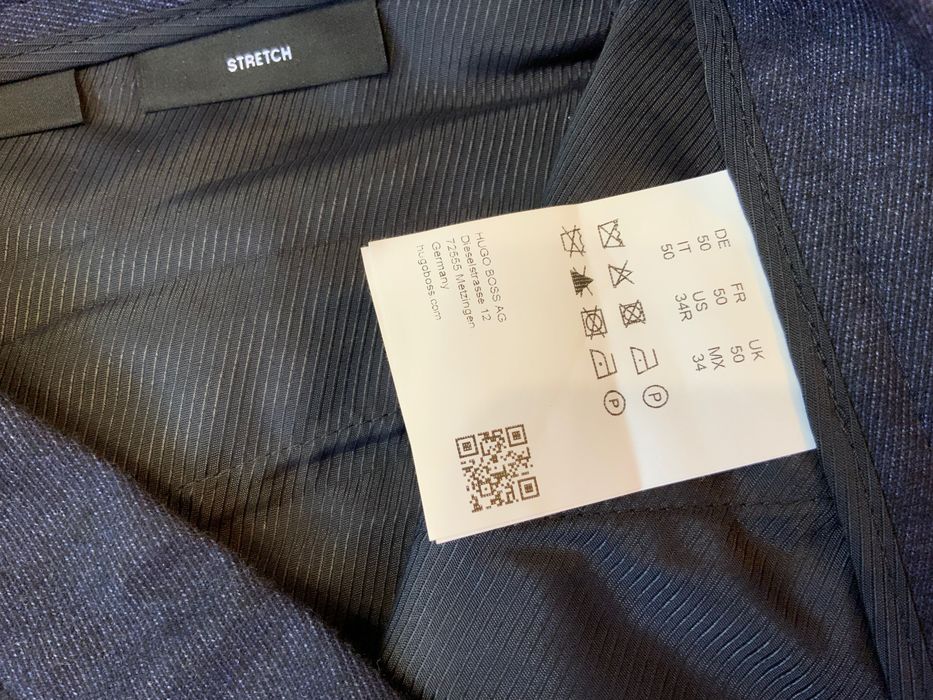 STRETCH
DE FR UK
50 50 50
IT US MX
50 34R 34
P
P
HUGO BOSS AG
Dieselstrasse 12
72555 Metzingen
Germany
hugoboss.com